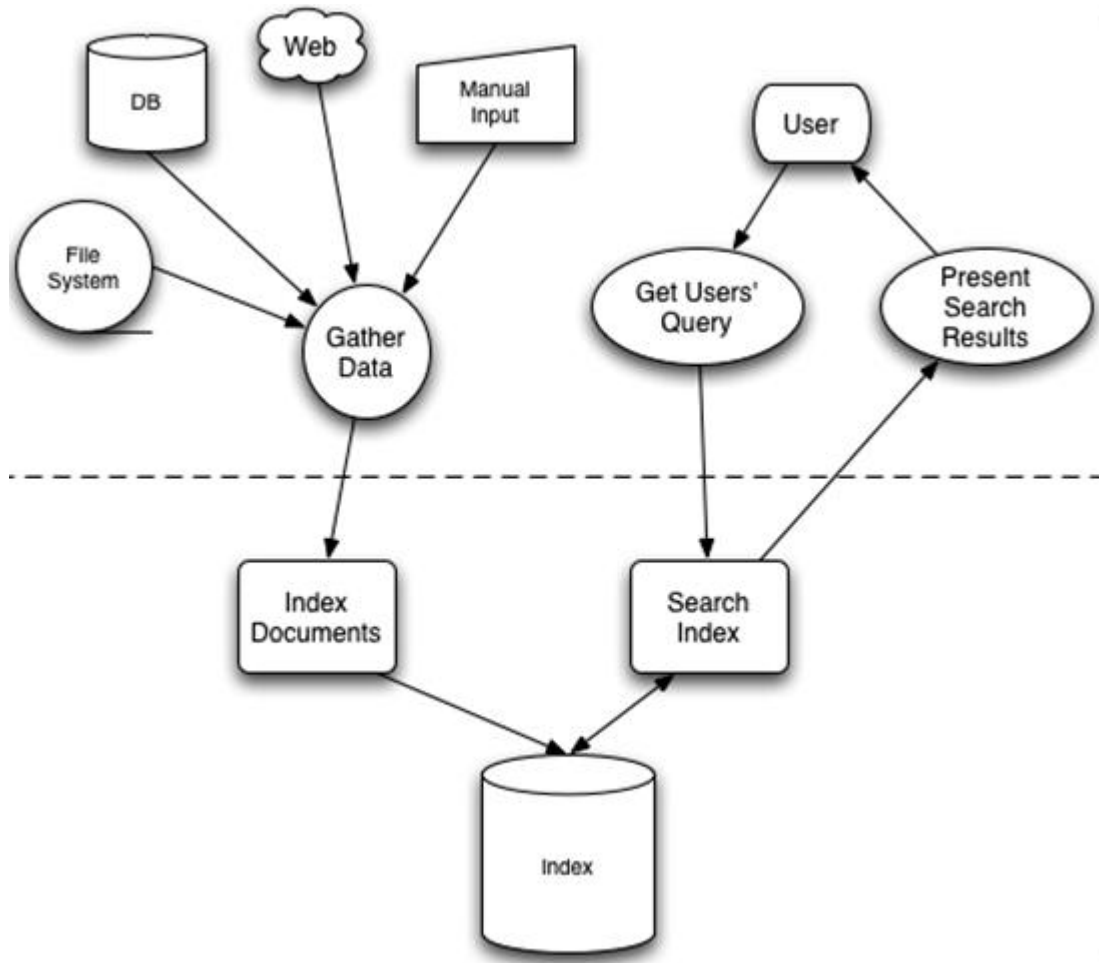 Web
DB
Manual
Input
User
File
System
Gather
Data
Get Users'
Query
Present
Search
Results
Index
Documents
Search
Index
Index